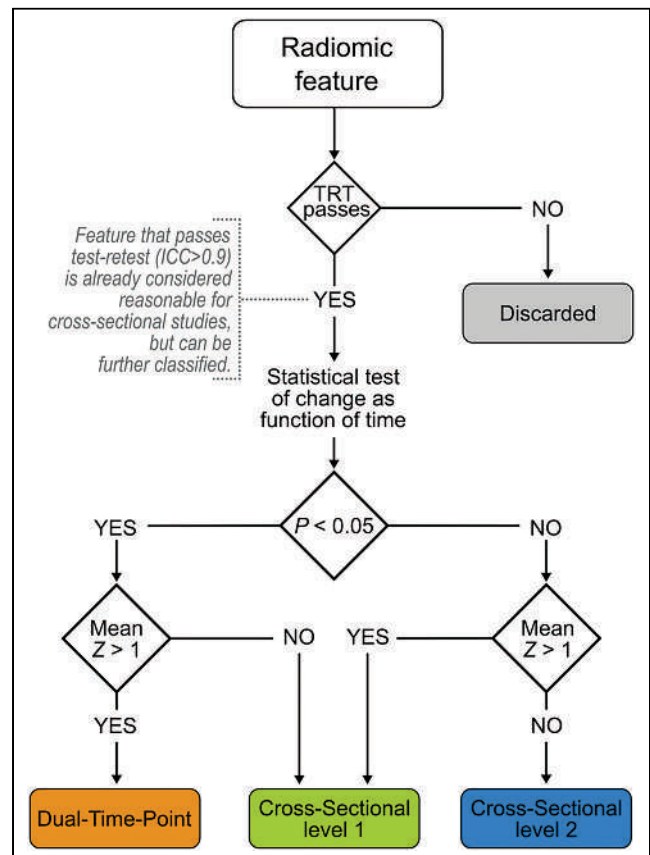 Radiomic
feature
TRT
passes
NO
Feature that passes
test-retest (ICC>0.9)
is already considered
reasonable for
cross-sectional studies,
but can be
further classified.
YES
Discarded
Statistical test
of change as
function of time
YES
P < 0.05
NO
Mean
Z > 1
NO
YES
Mean
Z > 1
YES
NO
Dual-Time-Point
Cross-Sectional
level 1
Cross-Sectional
level 2